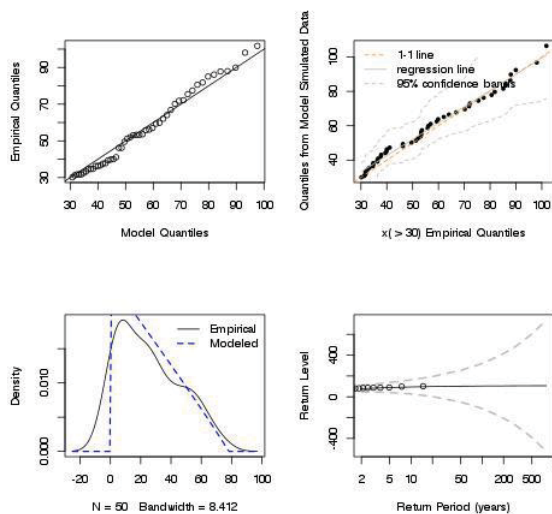 Empirical Quantiles
90
70
50
30
30 40 50 60 70 80 90 100
Model Quantiles
Quantiles from Model Simulated Data
100
80
60
40
1-1 line
regression line
95% confidence bands
30 40 50 60 70 80 90 100
x( > 30) Empirical Quantiles
Density
0.010
0.000
Empirical
Modeled
-20 0 20 40 60 80 100
N = 50 Bandwidth = 8.412
Return Level
400
0
-400
2 5 10 50 200 500
Return Period (years)